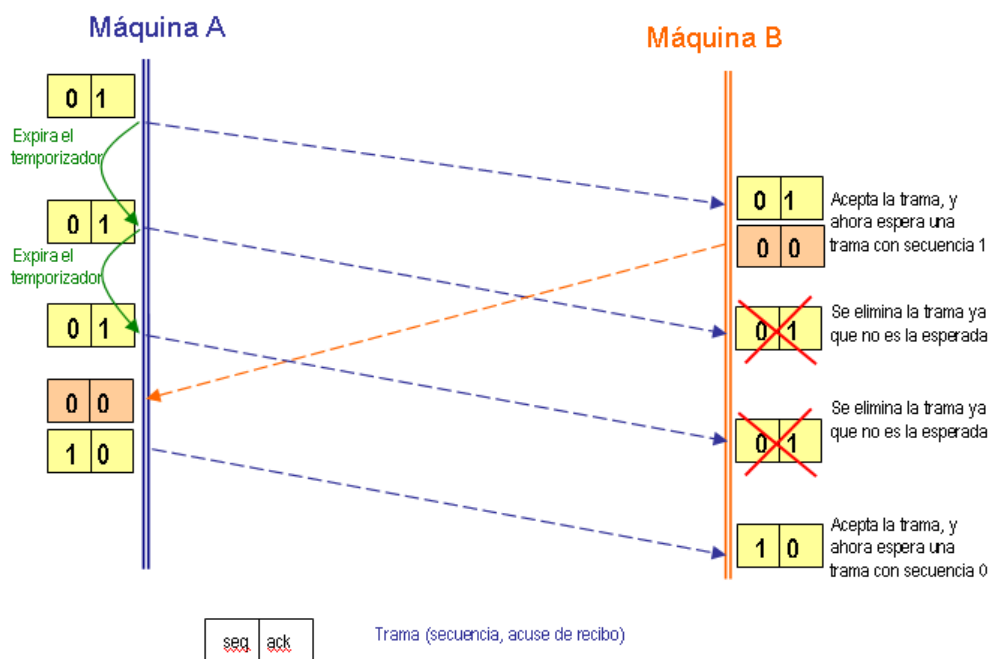 Máquina A
Máquina B
0 1
Expira el
temporizador
0 1
Acepta la trama, y
ahora espera una
trama con secuencia 1
0 1
0 0
Expira el
temporizador
0 1
0 1
Se elimina la trama ya
que no es la esperada
0 0
0 1
Se elimina la trama ya
que no es la esperada
1 0
1 0
Acepta la trama, y
ahora espera una
trama con secuencia 0
seq ack
Trama (secuencia, acuse de recibo)